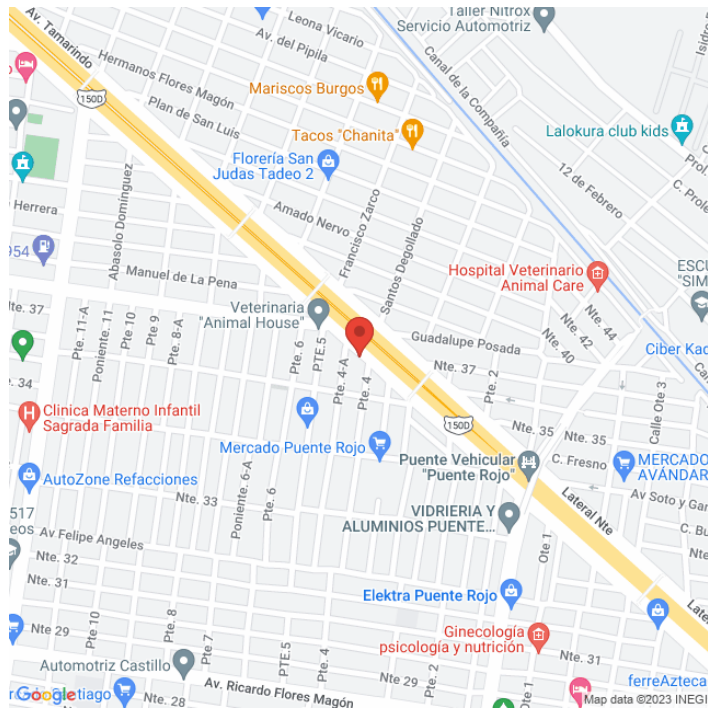 Taller Nitrox
Servicio Automotriz
Leona Vicario
Av. Tamarindo
Av. del Pipila
Hermanos Flores Magón
Canal de la Compañía
Mariscos Burgos
150D
Plan de San Luis
Tacos "Chanita"
Lalokura club kids
Florería San
Judas Tadeo 2
12 de Febrero
Herrera
Abasolo Domínguez
Amado Nervo
Francisco Zarco
Santos Degollado
954
Manuel de La Pena
Hospital Veterinario
Animal Care
Nte. 37
Veterinaria
"Animal House"
Guadalupe Posada
Nte. 44
Nte. 42
Nte. 40
Pte. 11-A
Poniente. 11
Pte 10
Pte 9
Pte. 8-A
Pte. 6
PTE.5
Pte. 4-A
Pte. 4
Nte. 37
Pte. 2
Nte. 34
Clinica Materno Infantil
Sagrada Familia
150D
Nte. 35
Nte. 35
Calle Ote 3
Mercado Puente Rojo
Puente Vehicular
"Puente Rojo"
C. Fresno
MERCADO
AutoZone Refacciones
Poniente. 6-A
Pte. 6
Nte. 33
Lateral Nte
Av Felipe Angeles
VIDRIERIA Y
ALUMINIOS PUENTE...
Nte. 32
Ote 1
Nte. 31
Elektra Puente Rojo
Nte 29
Pte. 10
Pte. 8
Pte. 7
PTE.5
Pte. 4
Pte. 2
Ote 1
Ginecología
psicología y nutrición
Nte. 31
Automotriz Castillo
Nte 29
Av. Ricardo Flores Magón
Nte. 28
ferreAzteca
Google
Map data ©2023 INEGI